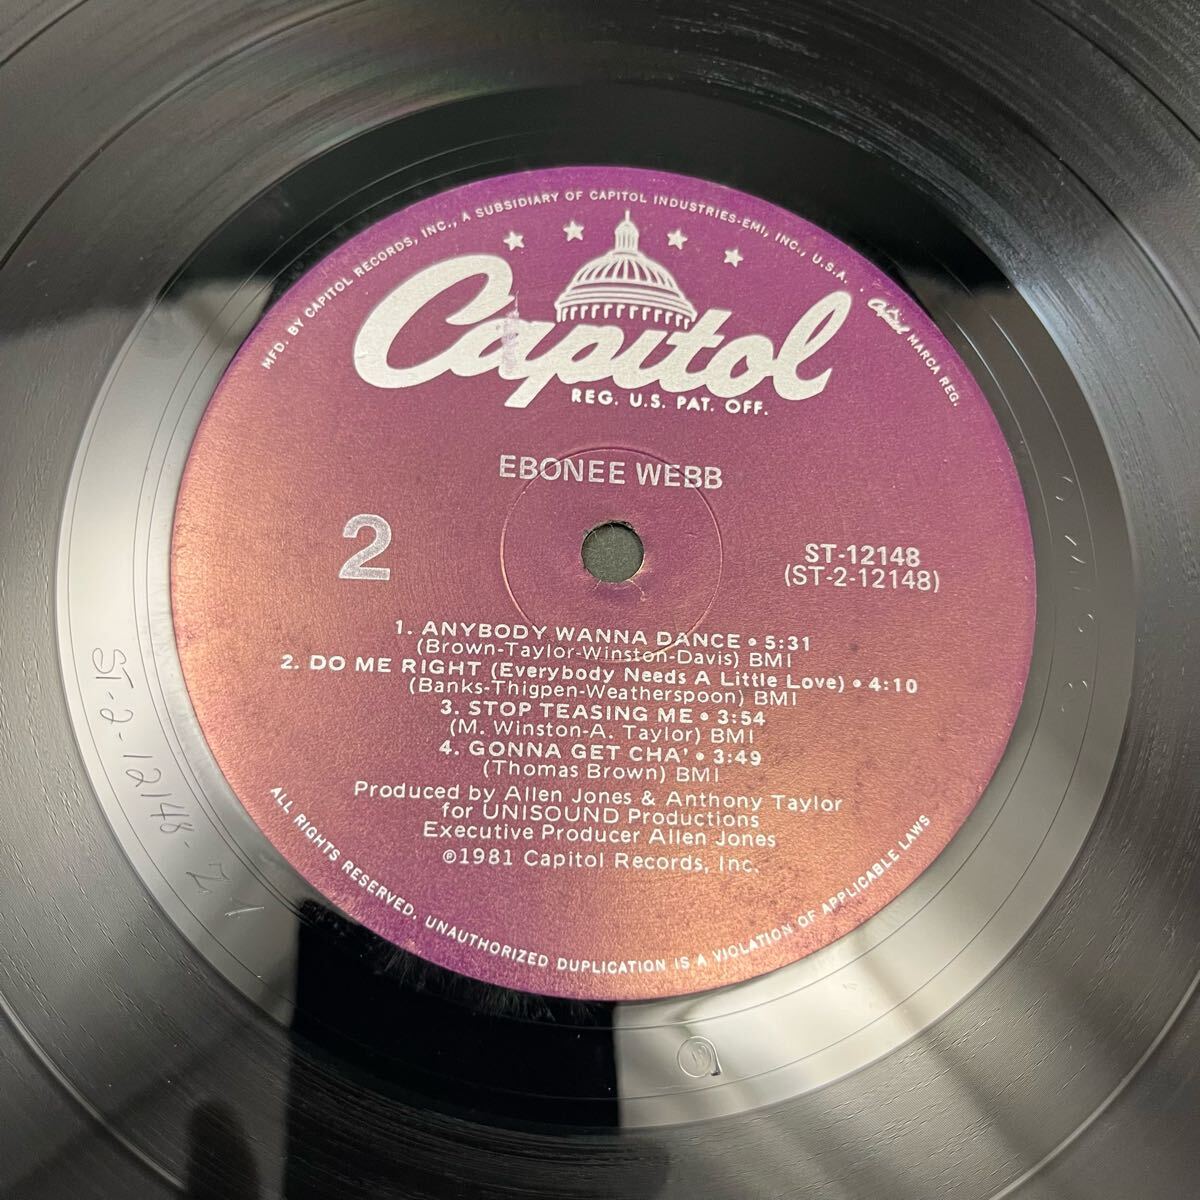 MFD. BY CAPITOL RECORDS, INC., A SUBSIDIARY OF CAPITOL INDUSTRIES-EMI, INC., U.S.A. . Capitol MARCA REG.
Capitol
REG. U.S. PAT. OFF.
EBONEE WEBB
2
ST-12148
(ST-2-12148)
1. ANYBODY WANNA DANCE • 5:31
(Brown-Taylor-Winston-Davis) BMI
2. DO ME RIGHT (Everybody Needs A Little Love) • 4:10
(Banks-Thigpen-Weatherspoon) BMI
3. STOP TEASING ME • 3:54
(M. Winston-A. Taylor) BMI
4. GONNA GET CHA' • 3:49
(Thomas Brown) BMI
Produced by Allen Jones & Anthony Taylor
for UNISOUND Productions
Executive Producer Allen Jones
℗1981 Capitol Records, Inc.
ALL RIGHTS RESERVED. UNAUTHORIZED DUPLICATION IS A VIOLATION OF APPLICABLE LAWS
ST-2-12148-Z1